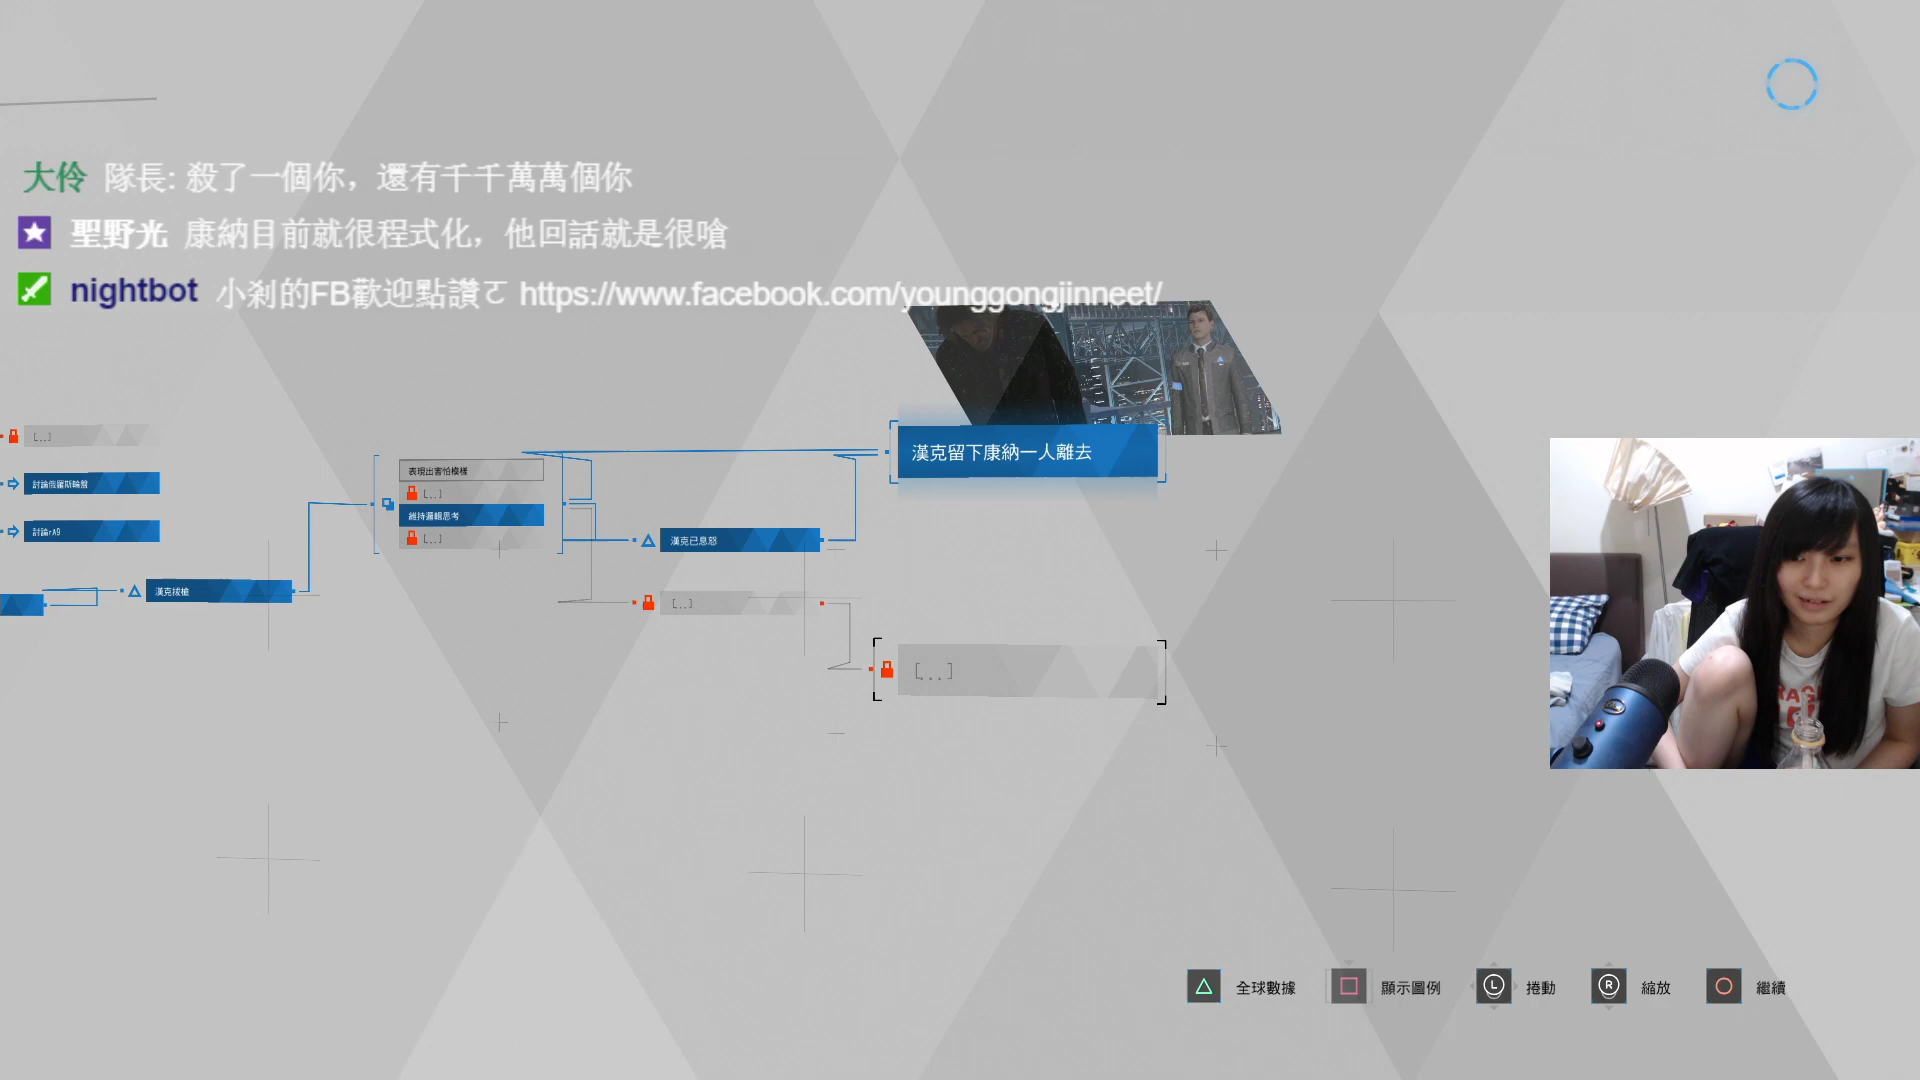 大伶 隊長: 殺了一個你，還有千千萬萬個你
聖野光 康納目前就很程式化，他回話就是很嗆
nightbot 小剎的FB歡迎點讚ㄛ https://www.facebook.com/younggongjinneet/
[...]
討論俄羅斯輪盤
討論rA9
漢克拔槍
表現出害怕模樣
[...]
維持邏輯思考
[...]
漢克已息怒
[...]
漢克留下康納一人離去
[...]
全球數據
顯示圖例
L 捲動
R 縮放
繼續